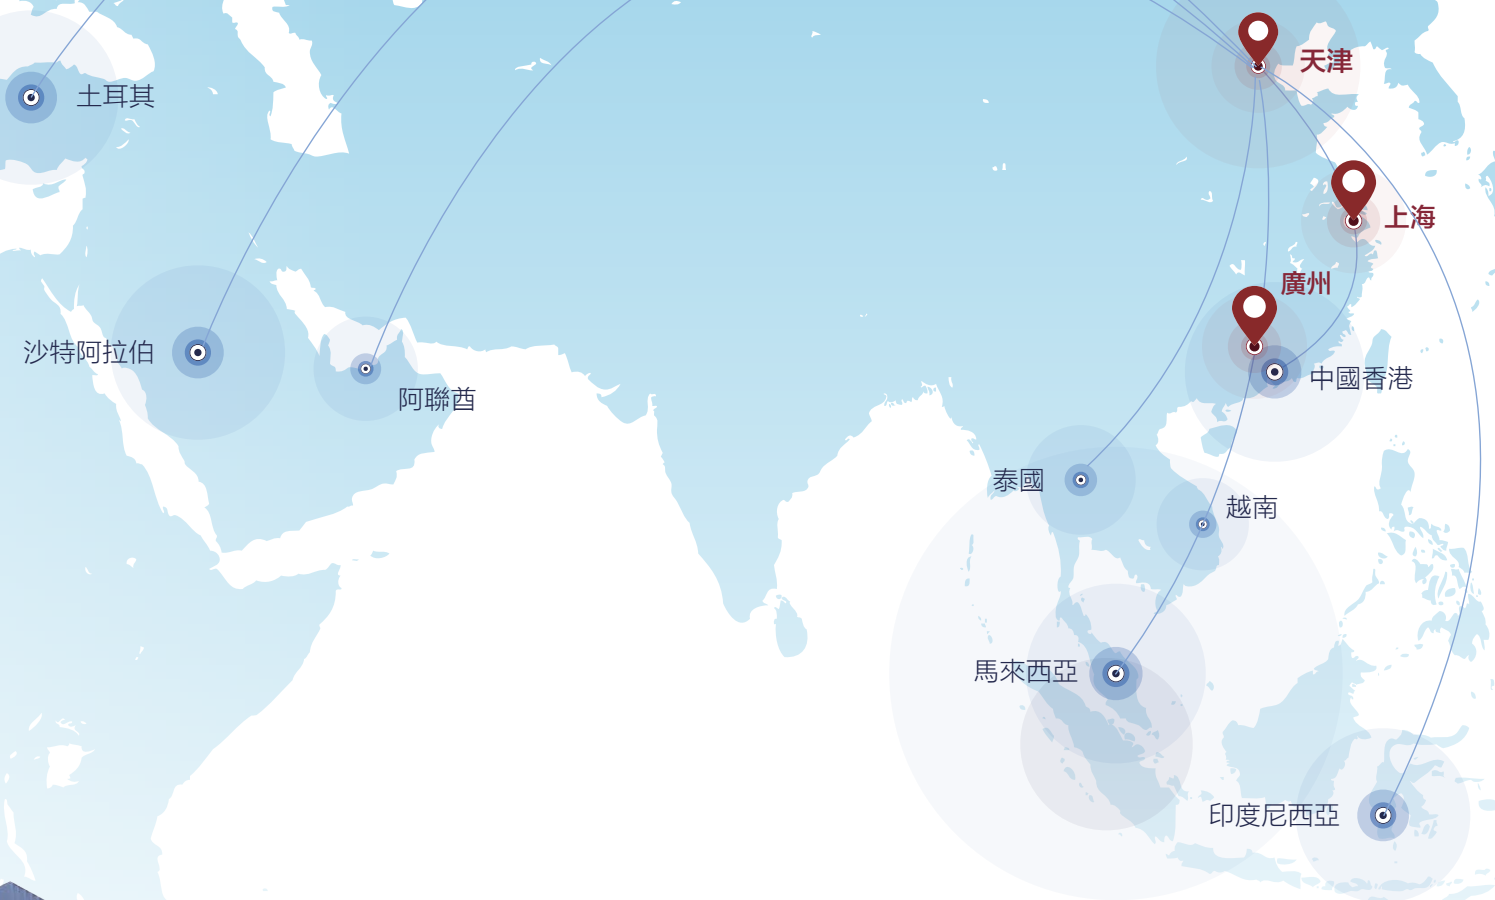 天津
土耳其
上海
廣州
沙特阿拉伯
中國香港
阿聯酋
泰國
越南
馬來西亞
印度尼西亞